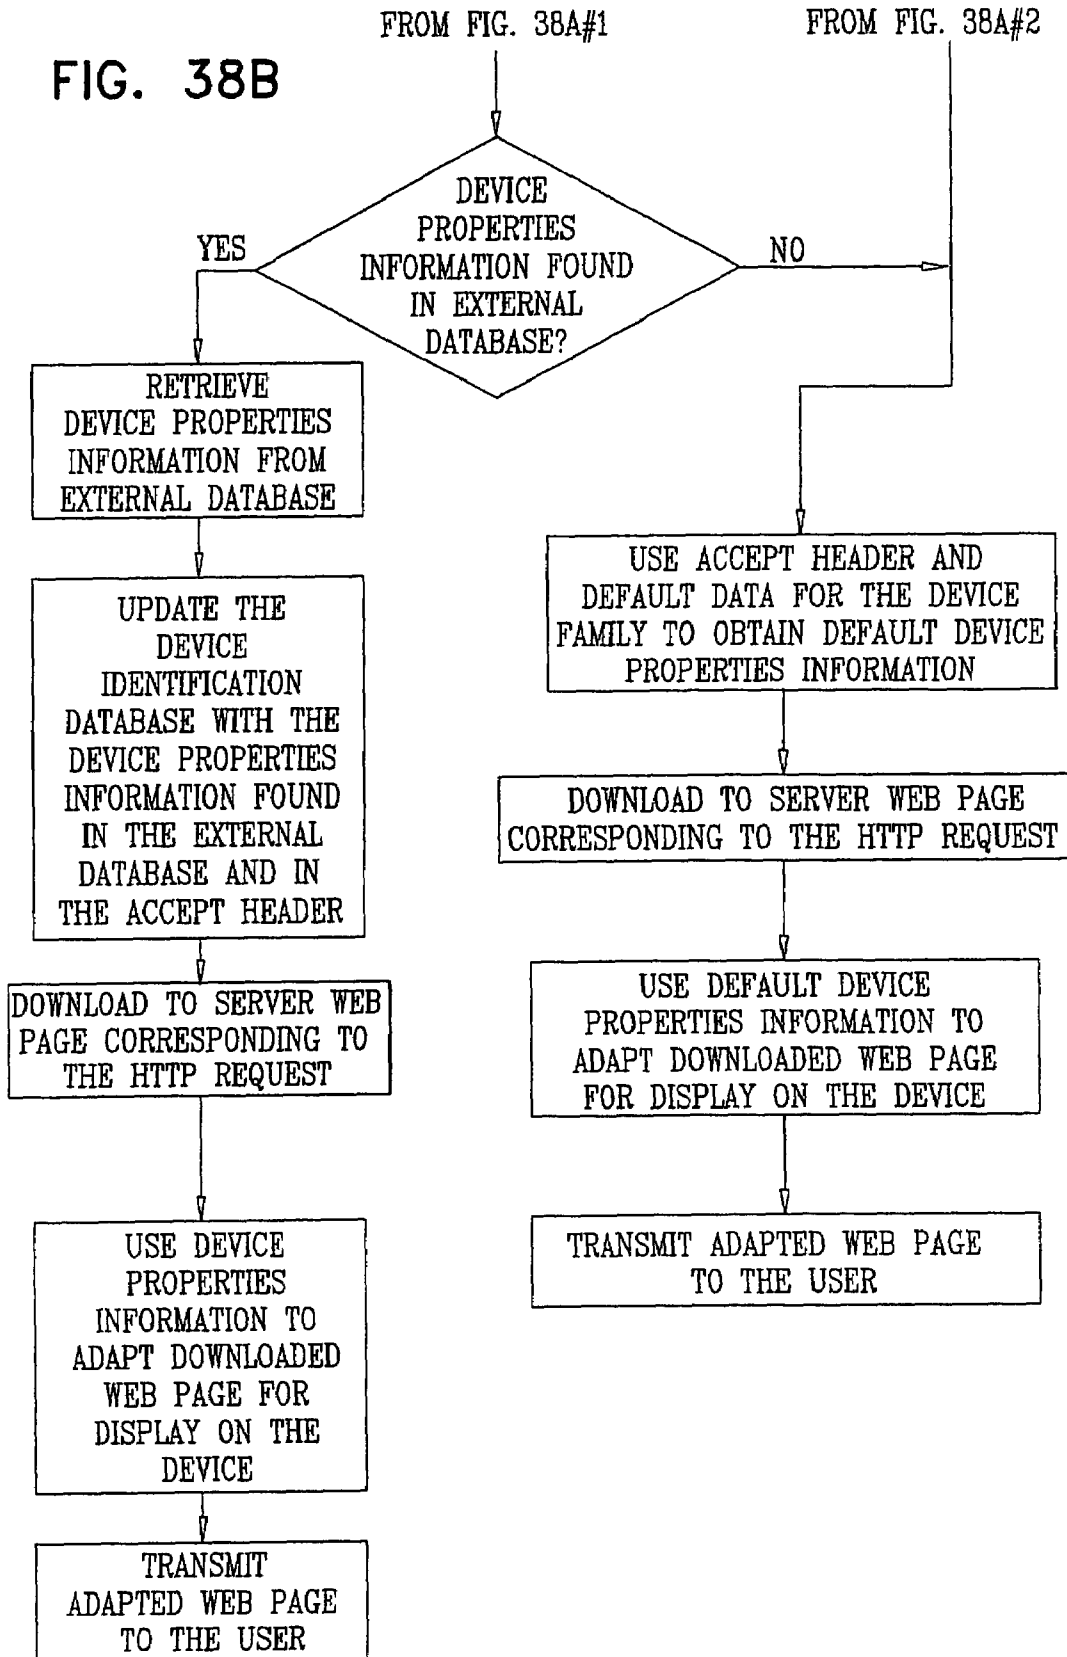 FROM FIG. 38A#1
FROM FIG. 38A#2
FIG. 38B
DEVICE
PROPERTIES
INFORMATION FOUND
IN EXTERNAL
DATABASE?
YES
NO
RETRIEVE
DEVICE PROPERTIES
INFORMATION FROM
EXTERNAL DATABASE
UPDATE THE
DEVICE
IDENTIFICATION
DATABASE WITH THE
DEVICE PROPERTIES
INFORMATION FOUND
IN THE EXTERNAL
DATABASE AND IN
THE ACCEPT HEADER
DOWNLOAD TO SERVER WEB
PAGE CORRESPONDING TO
THE HTTP REQUEST
USE DEVICE
PROPERTIES
INFORMATION TO
ADAPT DOWNLOADED
WEB PAGE FOR
DISPLAY ON THE
DEVICE
TRANSMIT
ADAPTED WEB PAGE
TO THE USER
USE ACCEPT HEADER AND
DEFAULT DATA FOR THE DEVICE
FAMILY TO OBTAIN DEFAULT DEVICE
PROPERTIES INFORMATION
DOWNLOAD TO SERVER WEB PAGE
CORRESPONDING TO THE HTTP REQUEST
USE DEFAULT DEVICE
PROPERTIES INFORMATION TO
ADAPT DOWNLOADED WEB PAGE
FOR DISPLAY ON THE DEVICE
TRANSMIT ADAPTED WEB PAGE
TO THE USER